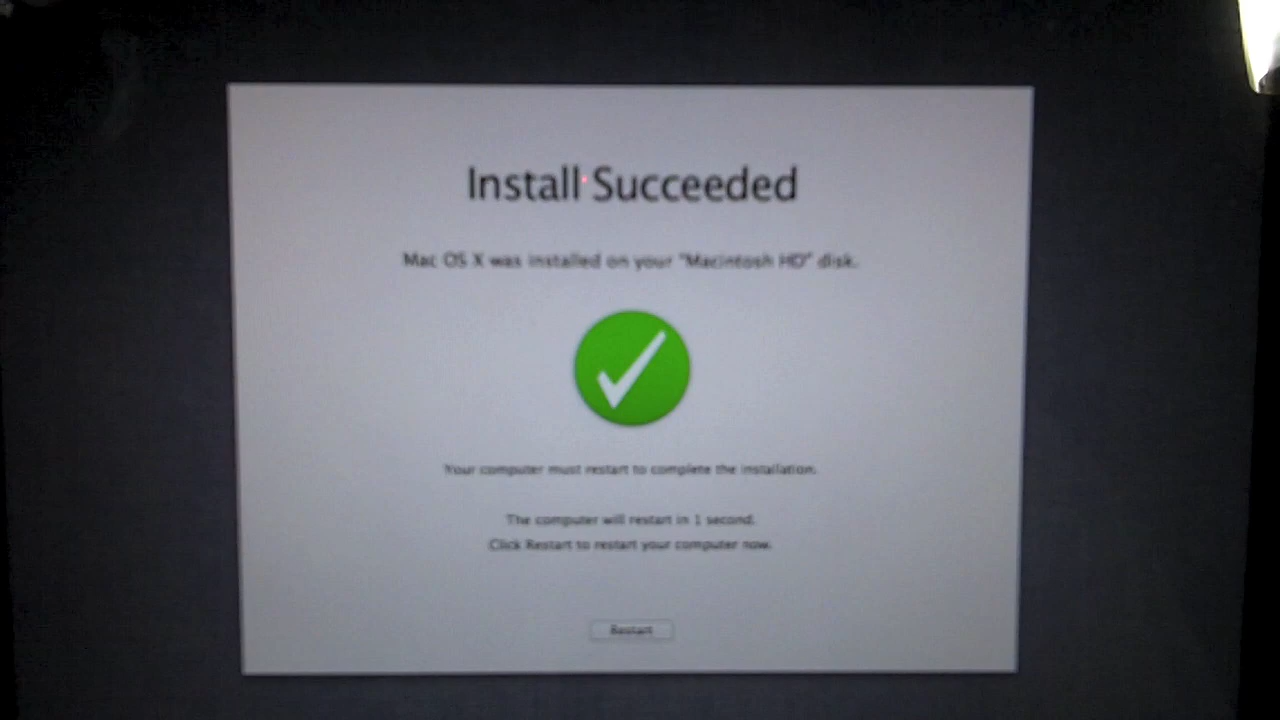 Install Succeeded
Mac OS X was installed on your "Macintosh HD" disk.
Your computer must restart to complete the installation.
The computer will restart in 1 second.
Click Restart to restart your computer now.
Restart